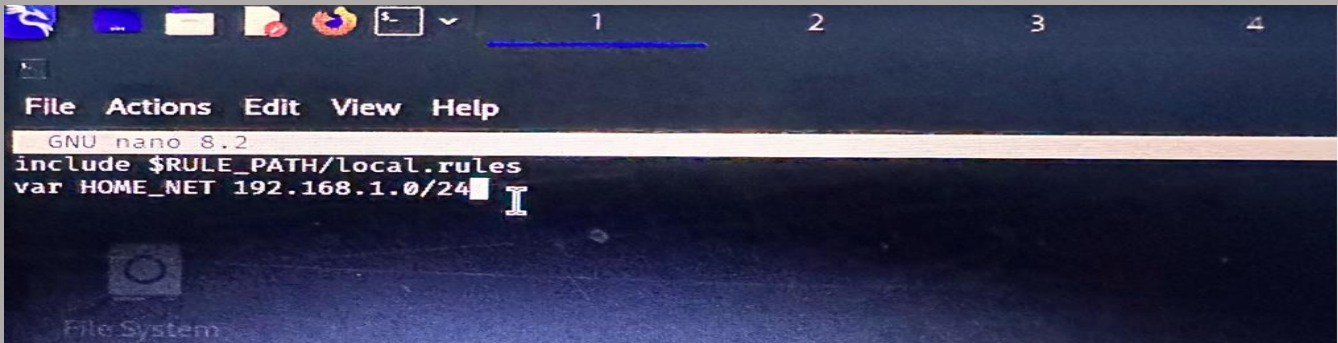 1 2 3 4
File Actions Edit View Help
GNU nano 8.2
include $RULE_PATH/local.rules
var HOME_NET 192.168.1.0/24
File System